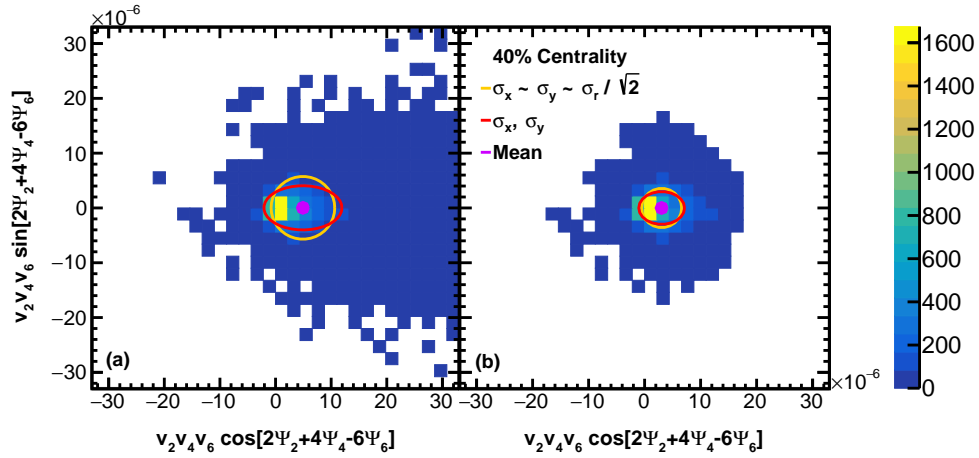 ×10⁻⁶
v₂v₄v₆ sin[2Ψ₂+4Ψ₄-6Ψ₆]
30
20
10
0
−10
−20
−30
(a)
−30 −20 −10 0 10 20 30
v₂v₄v₆ cos[2Ψ₂+4Ψ₄-6Ψ₆]
40% Centrality
σₓ ~ σᵧ ~ σᵣ / √2
σₓ, σᵧ
Mean
(b)
−30 −20 −10 0 10 20 30
×10⁻⁶
v₂v₄v₆ cos[2Ψ₂+4Ψ₄-6Ψ₆]
1600
1400
1200
1000
800
600
400
200
0